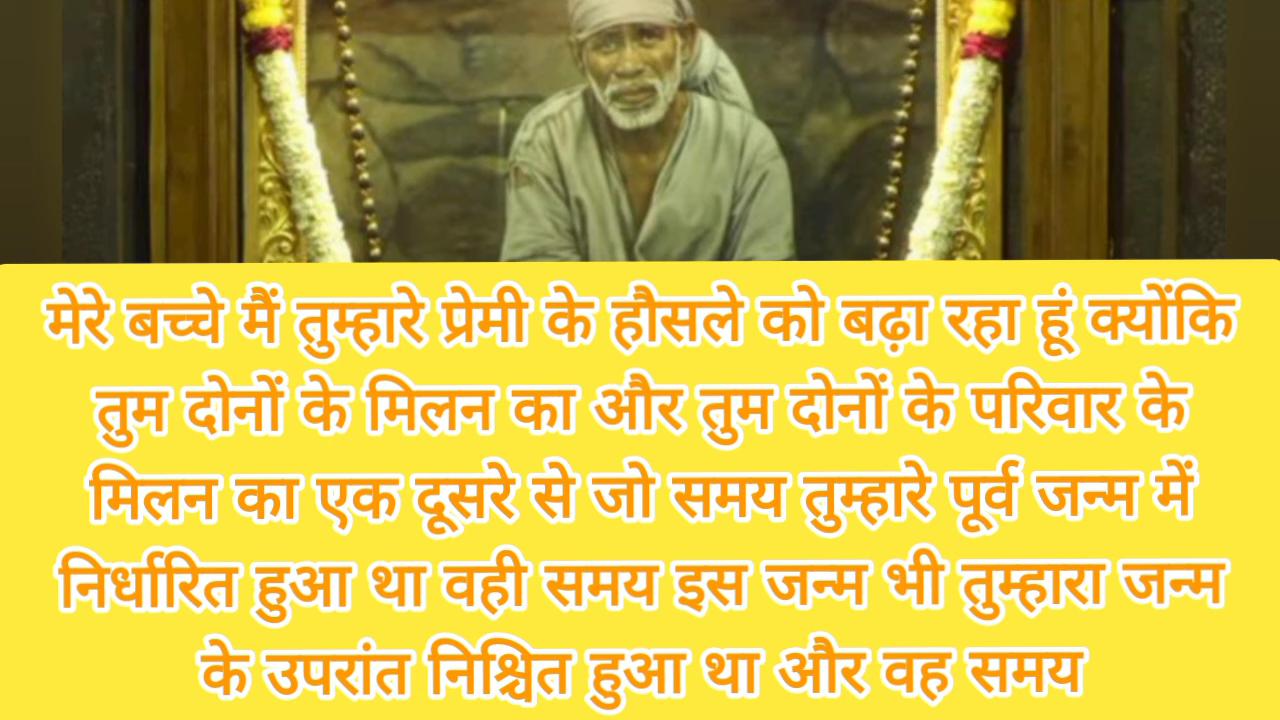 मेरे बच्चे मैं तुम्हारे प्रेमी के हौसले को बढ़ा रहा हूं क्योंकि
तुम दोनों के मिलन का और तुम दोनों के परिवार के
मिलन का एक दूसरे से जो समय तुम्हारे पूर्व जन्म में
निर्धारित हुआ था वही समय इस जन्म भी तुम्हारा जन्म
के उपरांत निश्चित हुआ था और वह समय